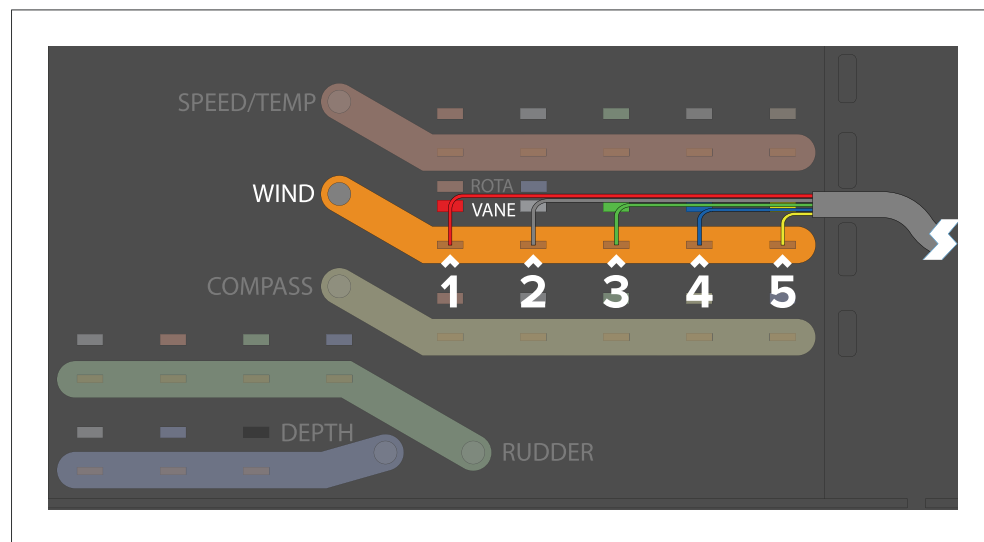 SPEED/TEMP
ROTA
WIND
VANE
1 2 3 4 5
COMPASS
DEPTH
RUDDER